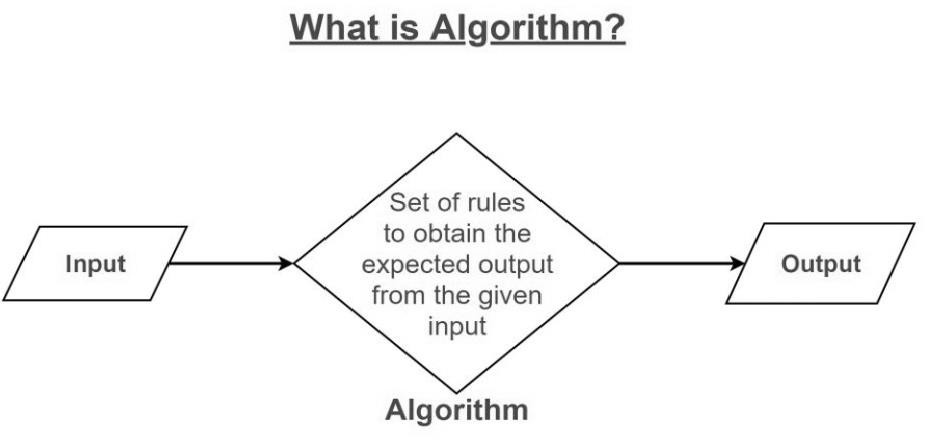 What is Algorithm?
Input
Set of rules
to obtain the
expected output
from the given
input
Output
Algorithm